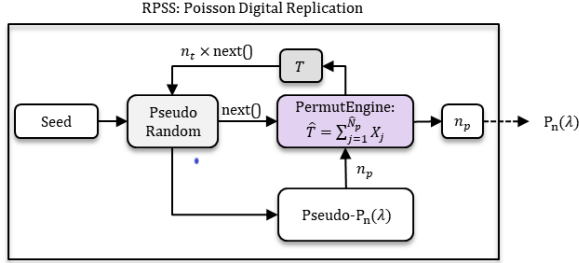 RPSS: Poisson Digital Replication
n_t × next()
T
Seed
Pseudo
Random
next()
PermutEngine:
T̂ = ∑_{j=1}^{N̂_p} X_j
n_p
P_n(λ)
n_p
Pseudo-P_n(λ)